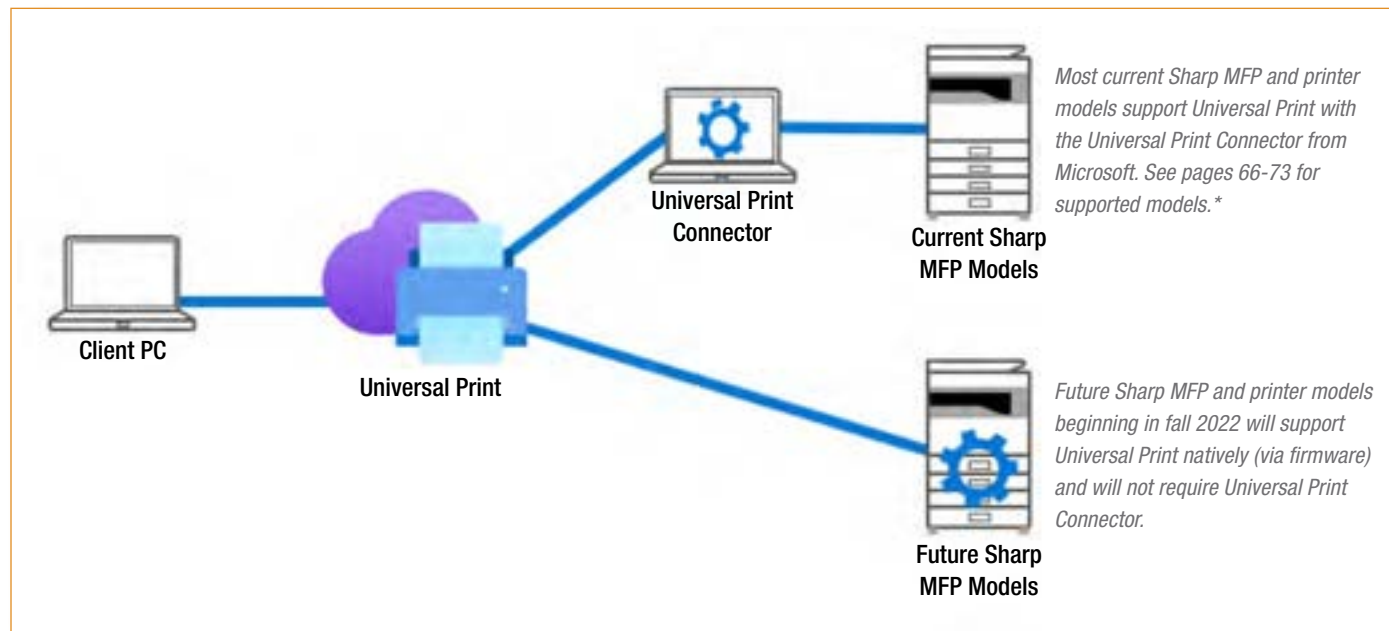 Most current Sharp MFP and printer
models support Universal Print with
the Universal Print Connector from
Microsoft. See pages 66-73 for
supported models.*
Universal Print
Connector
Current Sharp
MFP Models
Client PC
Universal Print
Future Sharp MFP and printer models
beginning in fall 2022 will support
Universal Print natively (via firmware)
and will not require Universal Print
Connector.
Future Sharp
MFP Models